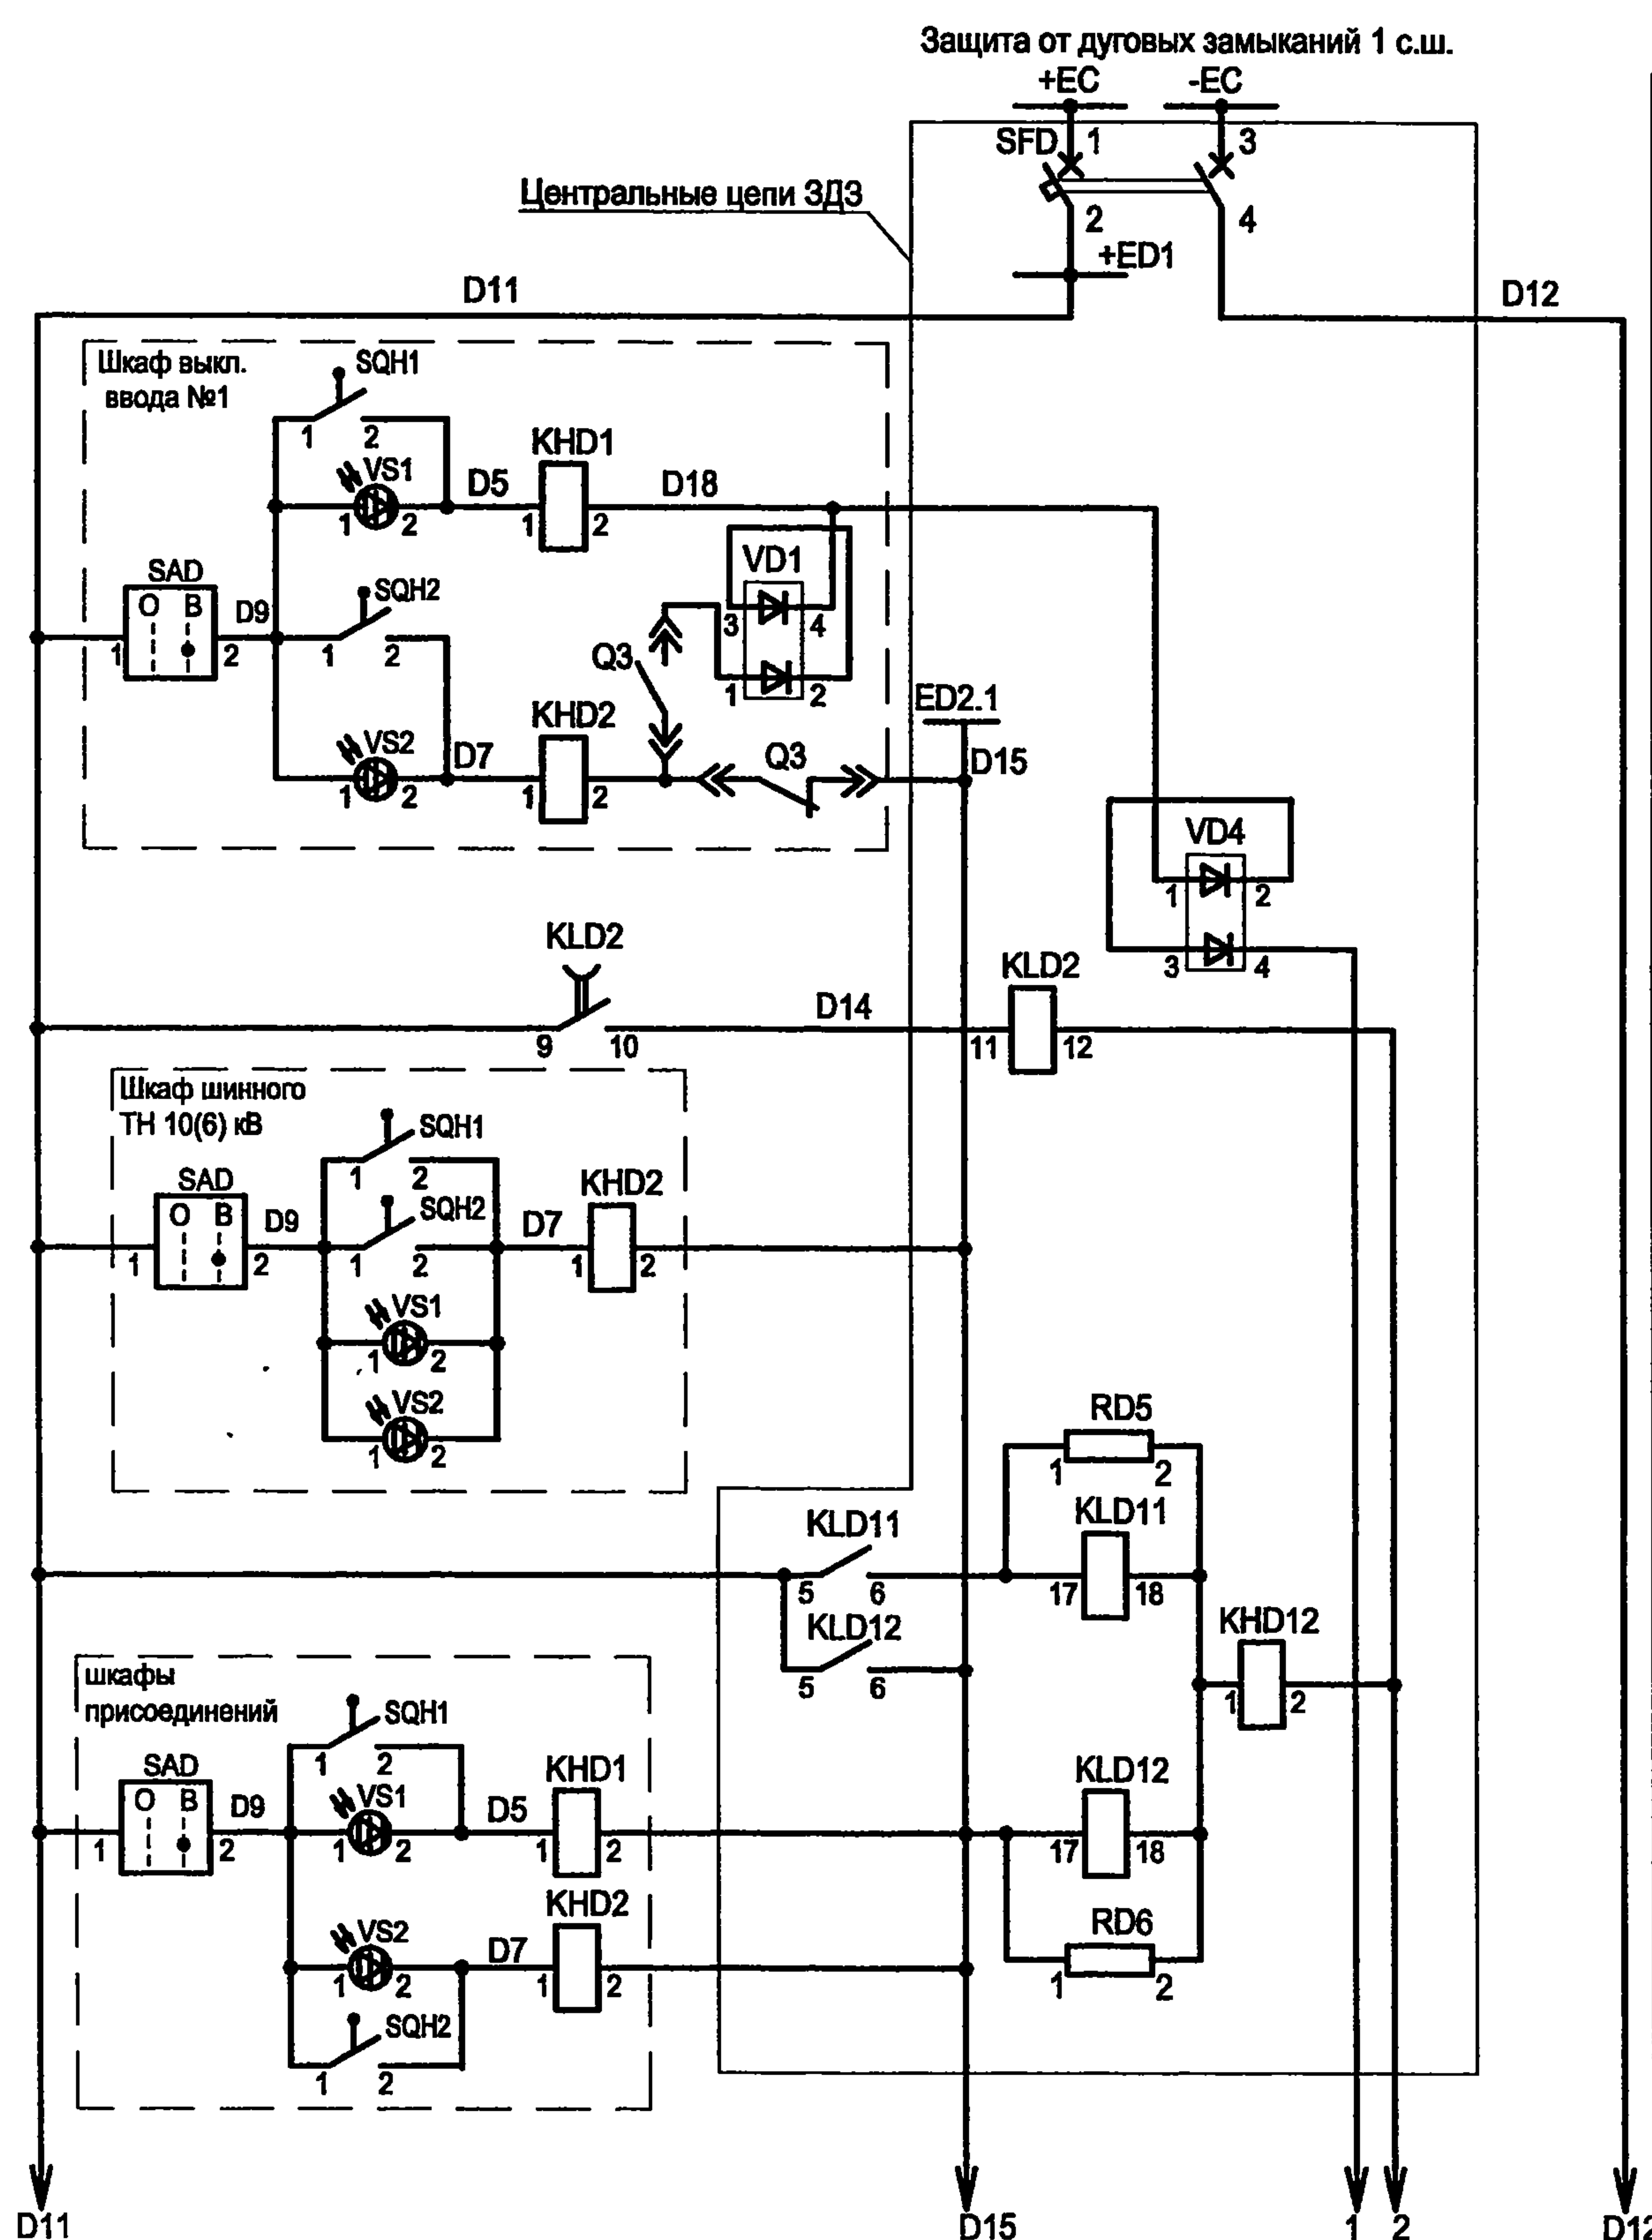 Защита от дуговых замыканий 1 с.ш.
+EC
-EC
SFD
1
3
Центральные цепи ЗДЗ
2
4
+ED1
D11
D12
Шкаф выкл.
ввода №1
SQH1
1
2
KHD1
VS1
D5
D18
1
2
1
2
VD1
SAD
O
B
D9
SQH2
3
4
1
2
1
2
Q3
1
2
ED2.1
KHD2
VS2
D7
Q3
D15
1
2
1
2
VD4
1
2
KLD2
KLD2
3
4
D14
9
10
11
12
Шкаф шинного
ТН 10(6) кВ
SQH1
1
2
SAD
KHD2
SQH2
O
B
D9
D7
1
2
1
2
1
2
VS1
1
2
VS2
1
2
RD5
1
2
KLD11
KLD11
5
6
17
18
KLD12
KHD12
5
6
1
2
шкафы
присоединений
SQH1
1
2
SAD
KHD1
KLD12
O
B
D9
VS1
D5
1
2
1
2
1
2
17
18
KHD2
RD6
VS2
D7
1
2
1
2
1
2
SQH2
1
2
D11
D15
1
2
D12